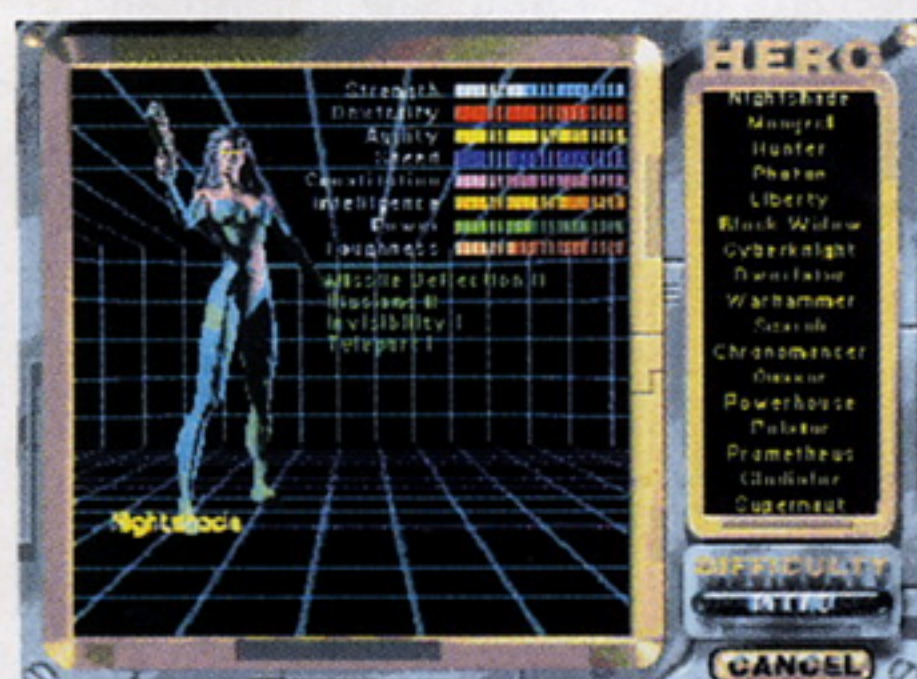 Strength
Dexterity
Agility
Speed
Constitution
Intelligence
Power
Toughness
Missile Deflection II
Illusions II
Invisibility I
Teleport I
Nightshade
HERO
Nightshade
Mongrel
Hunter
Photon
Liberty
Black Widow
Cyberknight
Warhammer
Chronomancer
Powerhouse
Prometheus
Gladiator
Supernaut
DIFFICULTY
CANCEL